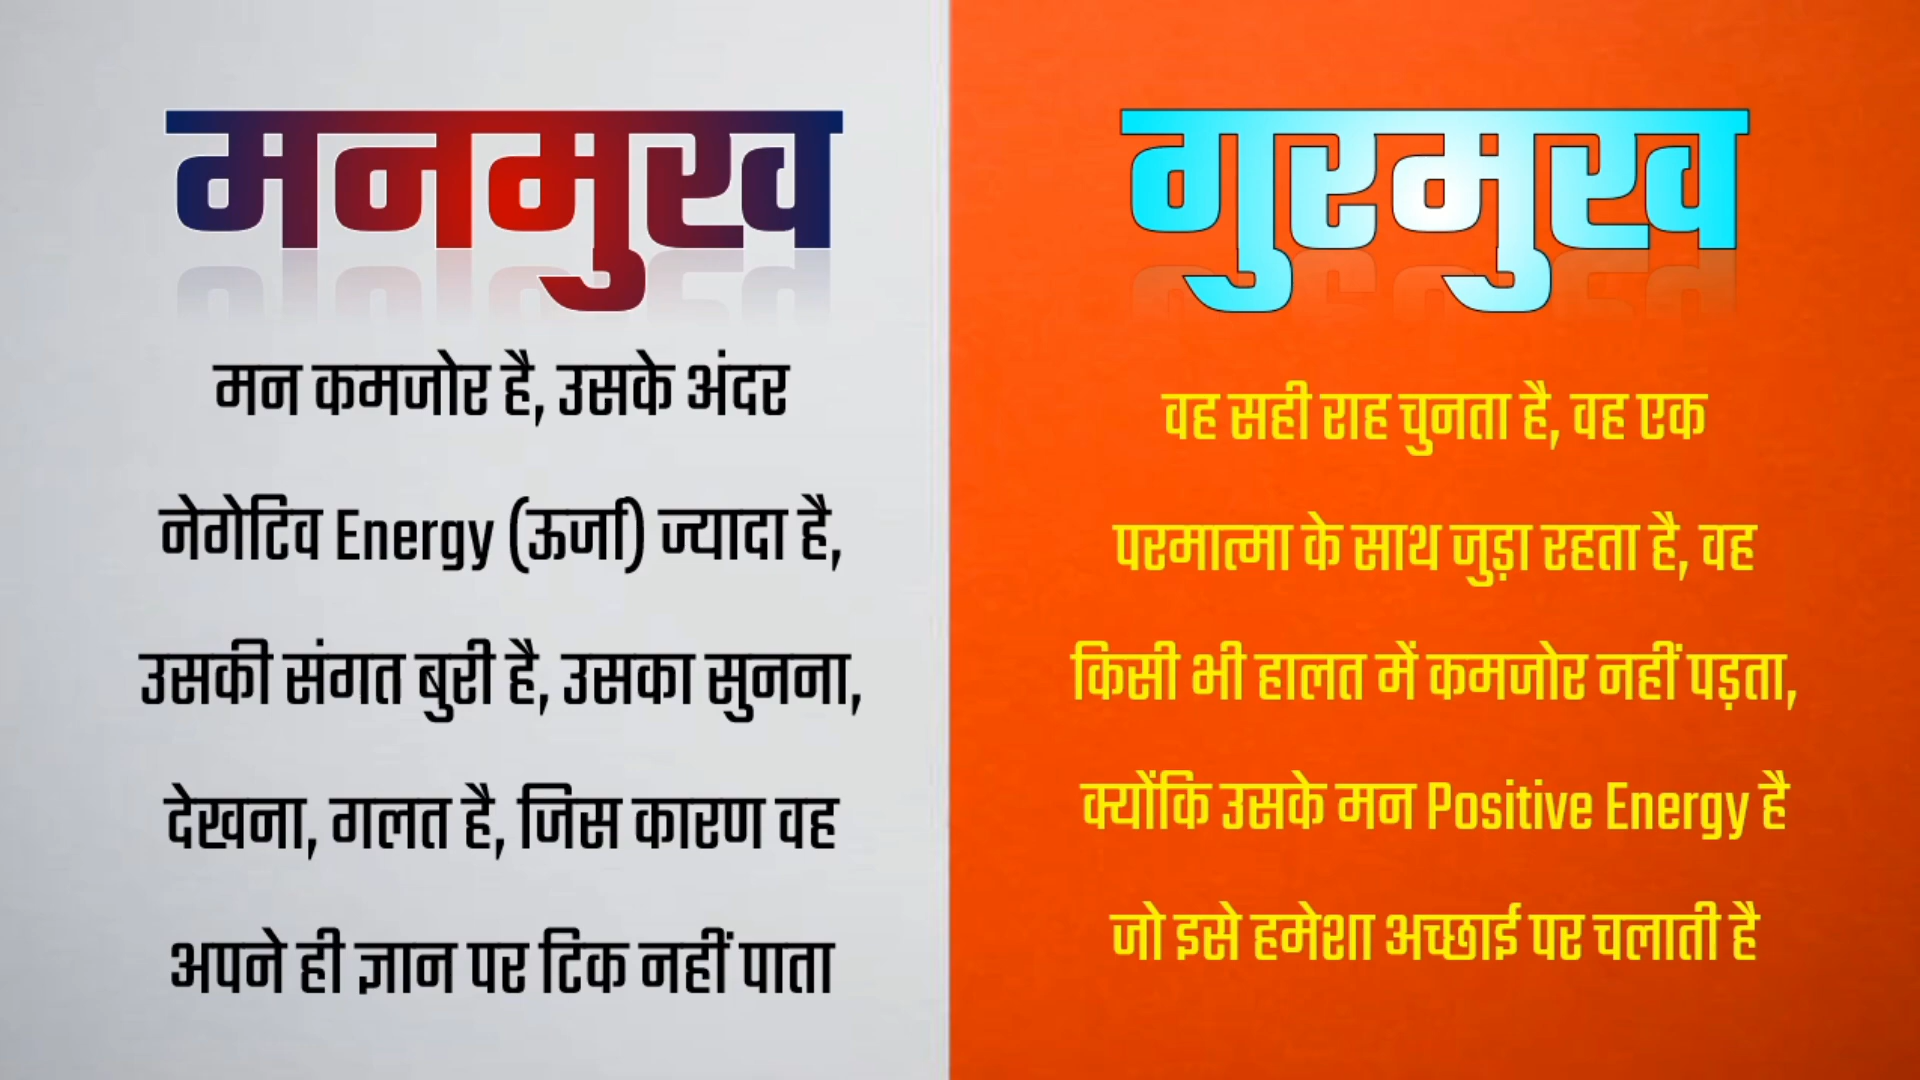 मनमुख
मन कमजोर है, उसके अंदर
नेगेटिव Energy (ऊर्जा) ज्यादा है,
उसकी संगत बुरी है, उसका सुनना,
देखना, गलत है, जिस कारण वह
अपने ही ज्ञान पर टिक नहीं पाता
गुरमुख
वह सही राह चुनता है, वह एक
परमात्मा के साथ जुड़ा रहता है, वह
किसी भी हालत में कमजोर नहीं पड़ता,
क्योंकि उसके मन Positive Energy है
जो इसे हमेशा अच्छाई पर चलाती है